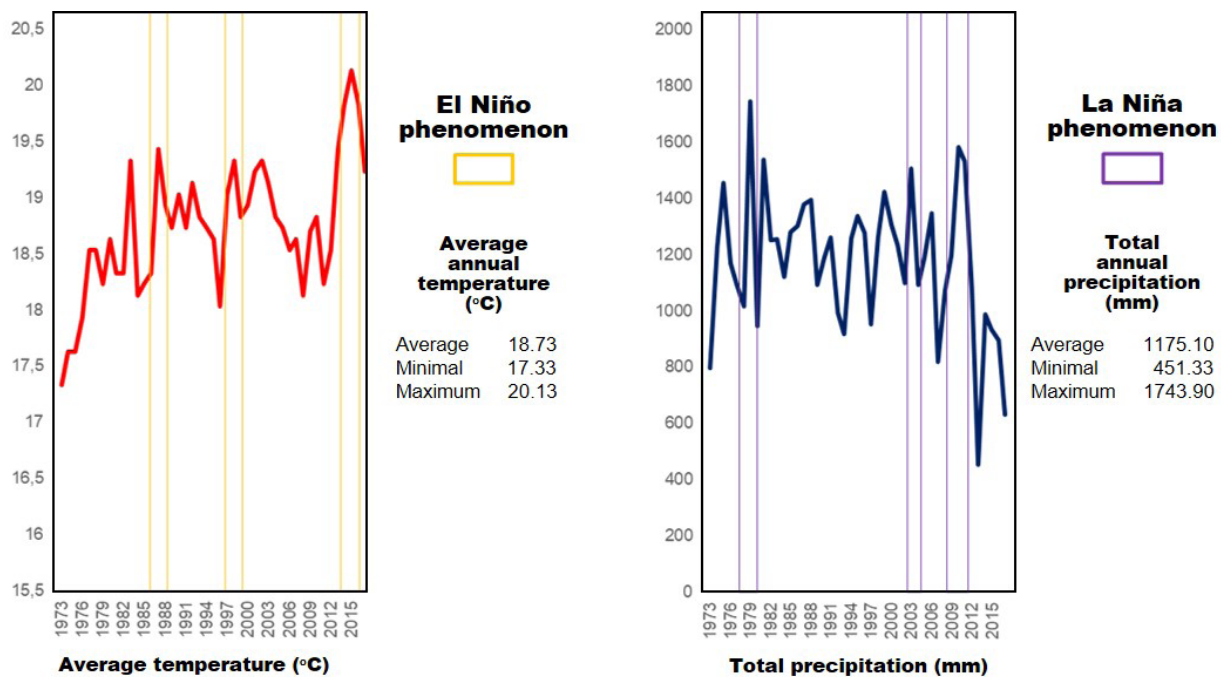 20,5
20
19,5
19
18,5
18
17,5
17
16,5
16
15,5
1973
1976
1979
1982
1985
1988
1991
1994
1997
2000
2003
2006
2009
2012
2015
Average temperature (°C)
El Niño
phenomenon
Average
annual
temperature
(°C)
Average 18.73
Minimal 17.33
Maximum 20.13
2000
1800
1600
1400
1200
1000
800
600
400
200
0
1973
1976
1979
1982
1985
1988
1991
1994
1997
2000
2003
2006
2009
2012
2015
Total precipitation (mm)
La Niña
phenomenon
Total
annual
precipitation
(mm)
Average 1175.10
Minimal 451.33
Maximum 1743.90